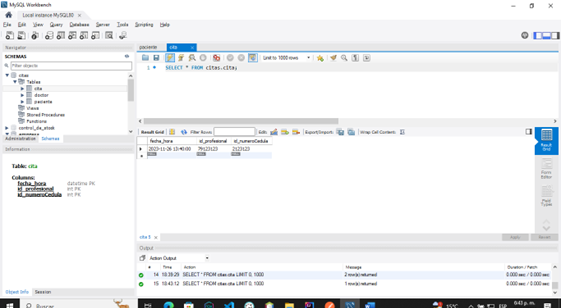 MySQL Workbench
Local instance MySQL80
File Edit View Query Database Server Tools Scripting Help
Navigator
SCHEMAS
Filter objects
citas
Tables
cita
doctor
paciente
Views
Stored Procedures
Functions
control_de_stock
Administration Schemas
Information
Table: cita
Columns:
fecha_hora datetime PK
id_profesional int PK
id_numeroCedula int PK
Object Info Session
paciente cita
Limit to 1000 rows
1 SELECT * FROM citas.cita;
Result Grid Filter Rows: Edit: Export/Import: Wrap Cell Content:
fecha_hora id_profesional id_numeroCedula
2023-11-26 13:40:00 79123123 2123123
NULL NULL NULL
Result Grid
Form Editor
Field Types
cita 5
Apply Revert
Output
Action Output
# Time Action Message Duration / Fetch
14 18:39:29 SELECT * FROM citas.cita LIMIT 0, 1000 2 row(s) returned 0.000 sec / 0.000 sec
15 18:43:12 SELECT * FROM citas.cita LIMIT 0, 1000 1 row(s) returned 0.000 sec / 0.000 sec
Buscar
15°C
ESP
6:43 p. m.